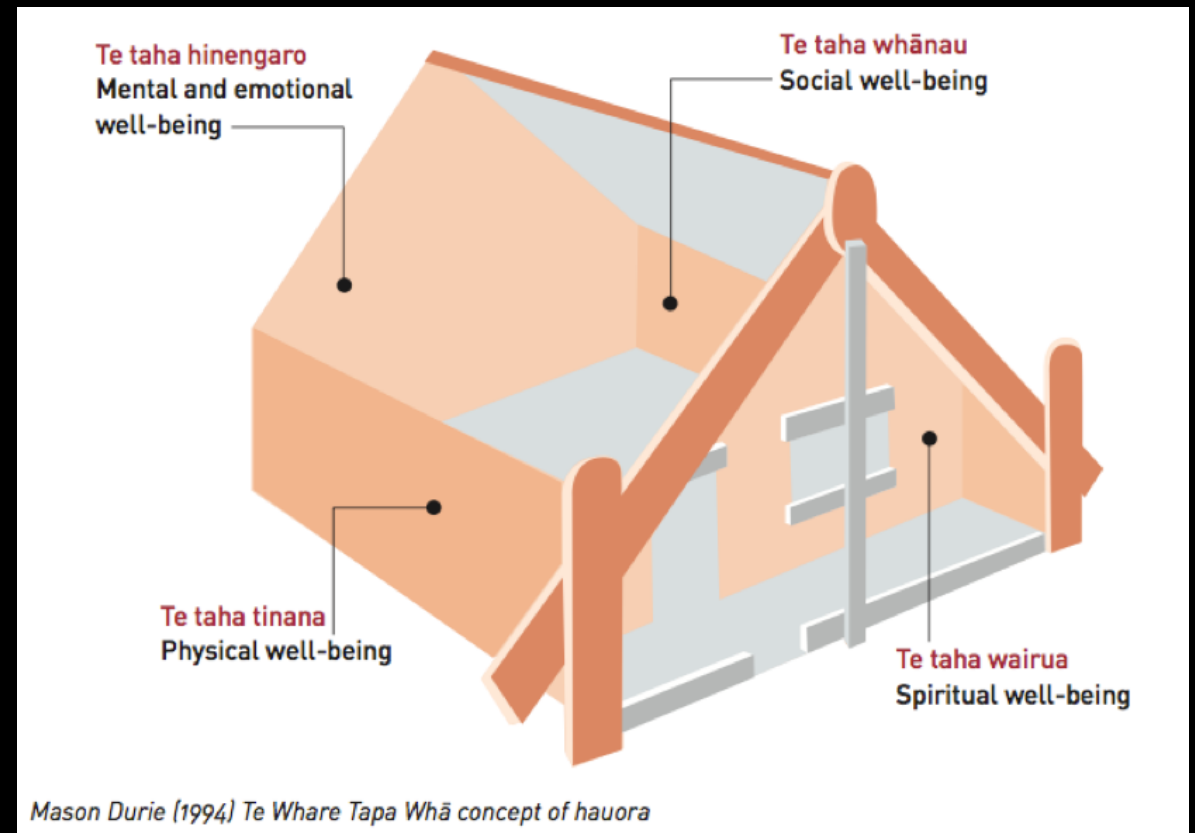 Te taha hinengaro
Mental and emotional
well-being
Te taha whānau
Social well-being
Te taha tinana
Physical well-being
Te taha wairua
Spiritual well-being
Mason Durie (1994) Te Whare Tapa Whā concept of hauora